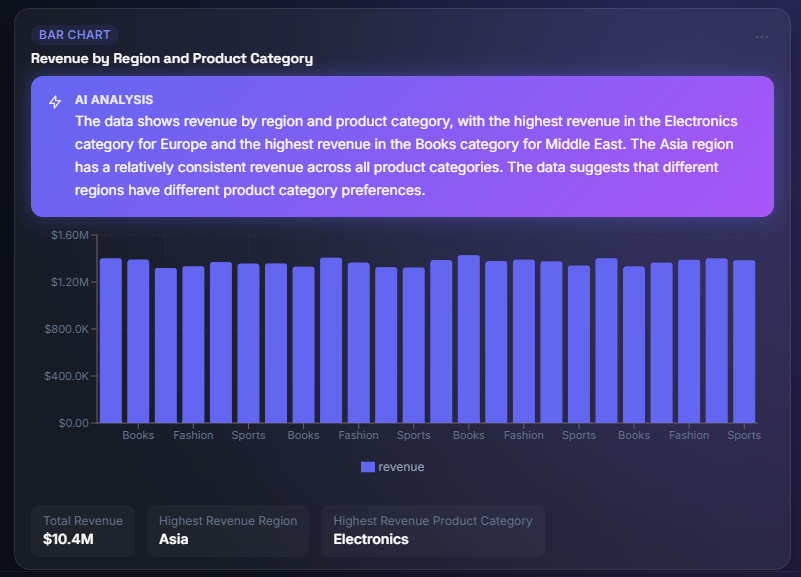 BAR CHART
...
Revenue by Region and Product Category
AI ANALYSIS
The data shows revenue by region and product category, with the highest revenue in the Electronics
category for Europe and the highest revenue in the Books category for Middle East. The Asia region
has a relatively consistent revenue across all product categories. The data suggests that different
regions have different product category preferences.
$1.60M
$1.20M
$800.0K
$400.0K
$0.00
Books Fashion Sports Books Fashion Sports Books Fashion Sports Books Fashion Sports
revenue
Total Revenue
$10.4M
Highest Revenue Region
Asia
Highest Revenue Product Category
Electronics